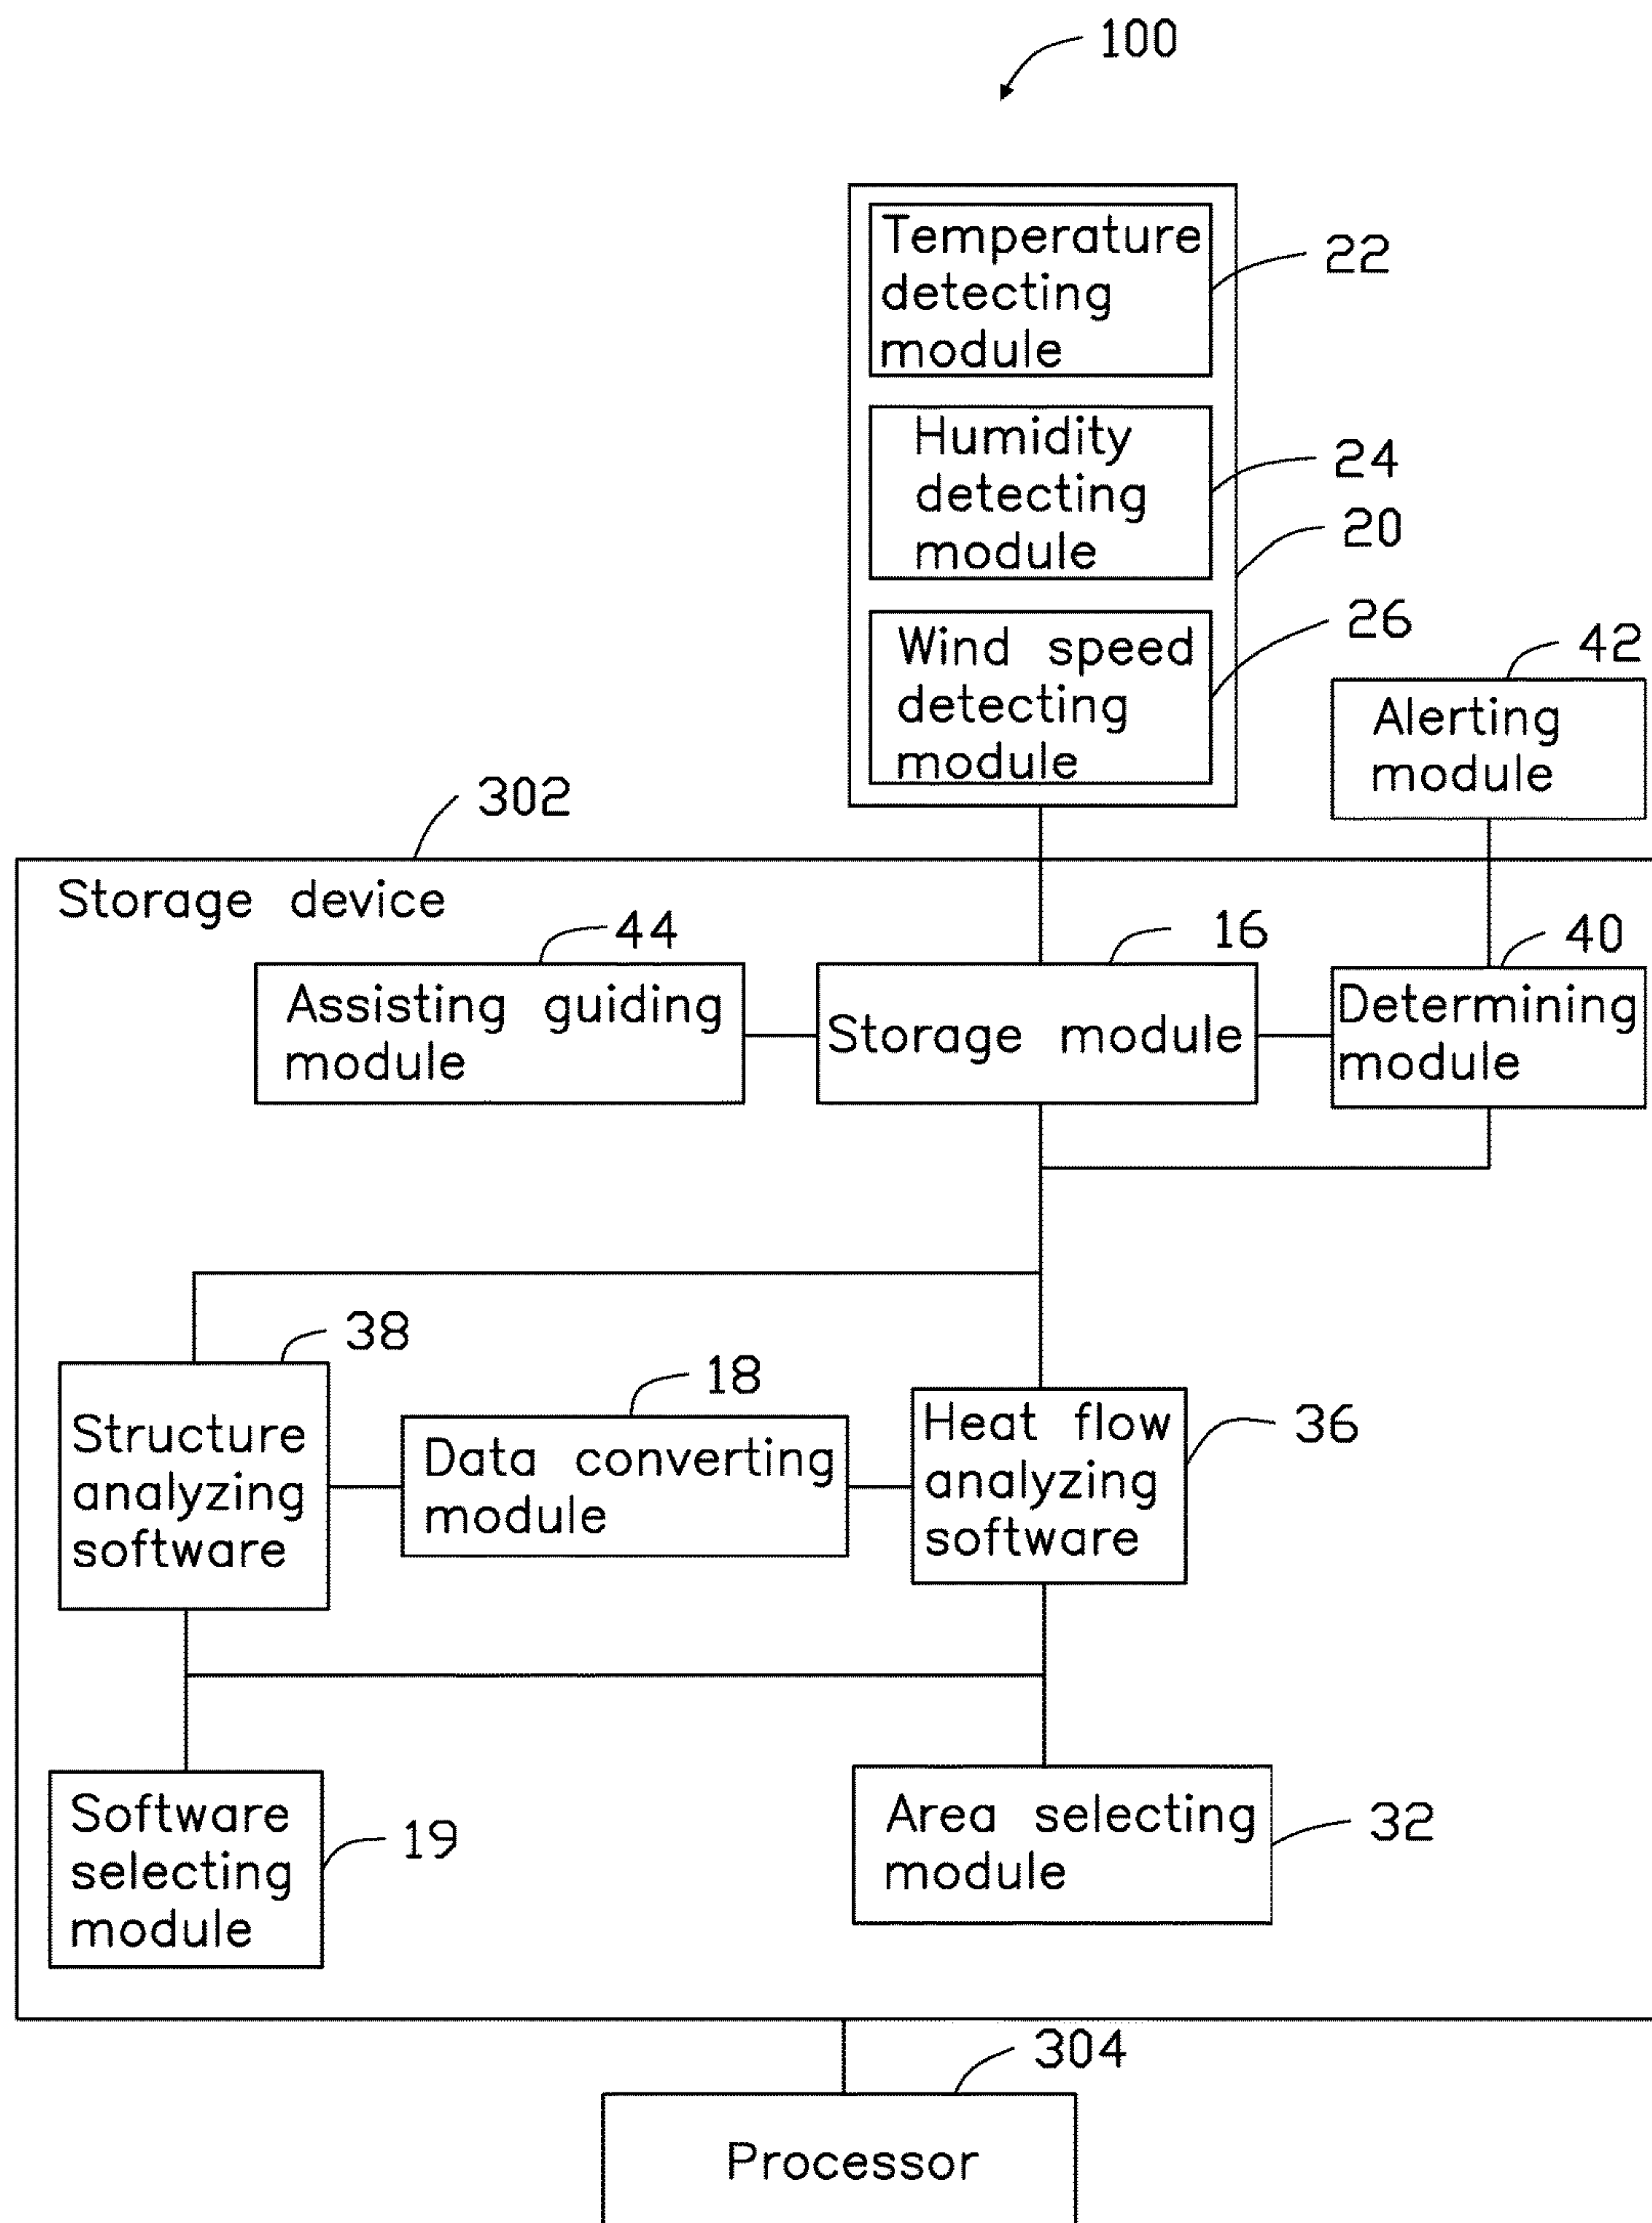 100
Temperature
detecting
module
22
Humidity
detecting
module
24
20
Wind speed
detecting
module
26
42
Alerting
module
302
Storage device
44
Assisting guiding
module
16
Storage module
40
Determining
module
38
Structure
analyzing
software
18
Data converting
module
Heat flow
analyzing
software
36
Software
selecting
module
19
Area selecting
module
32
304
Processor